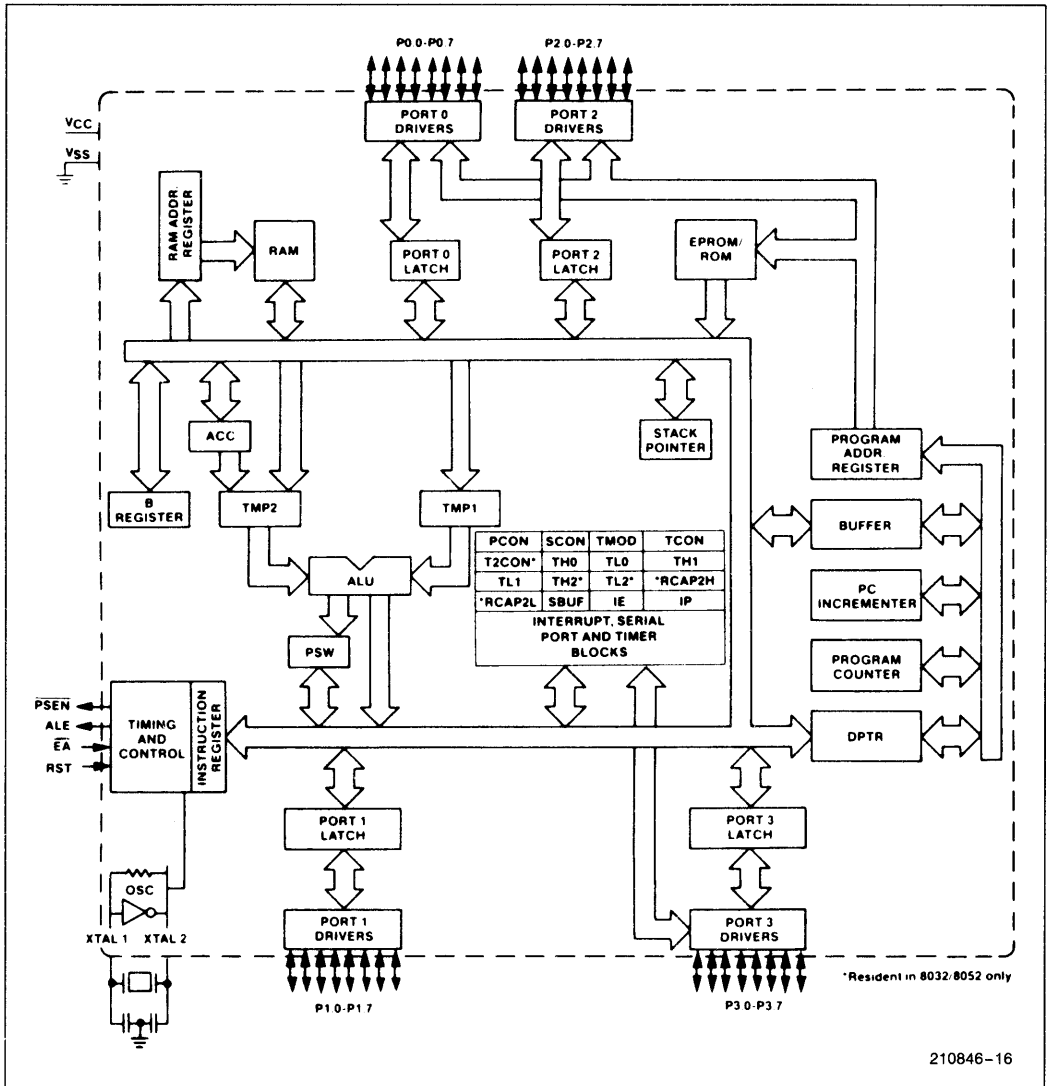 P0.0-P0.7
P2.0-P2.7
VCC
VSS
PORT 0
DRIVERS
PORT 2
DRIVERS
RAM ADDR.
REGISTER
RAM
PORT 0
LATCH
PORT 2
LATCH
EPROM/
ROM
ACC
STACK
POINTER
PROGRAM
ADDR.
REGISTER
B
REGISTER
TMP2
TMP1
BUFFER
PCON SCON TMOD TCON
T2CON* TH0 TL0 TH1
TL1 TH2* TL2* *RCAP2H
*RCAP2L SBUF IE IP
INTERRUPT, SERIAL
PORT AND TIMER
BLOCKS
ALU
PC
INCREMENTER
PSW
PROGRAM
COUNTER
PSEN
ALE
EA
RST
TIMING
AND
CONTROL
INSTRUCTION
REGISTER
DPTR
PORT 1
LATCH
PORT 3
LATCH
OSC
XTAL 1 XTAL 2
PORT 1
DRIVERS
PORT 3
DRIVERS
*Resident in 8032/8052 only
P1.0-P1.7
P3.0-P3.7
210846-16